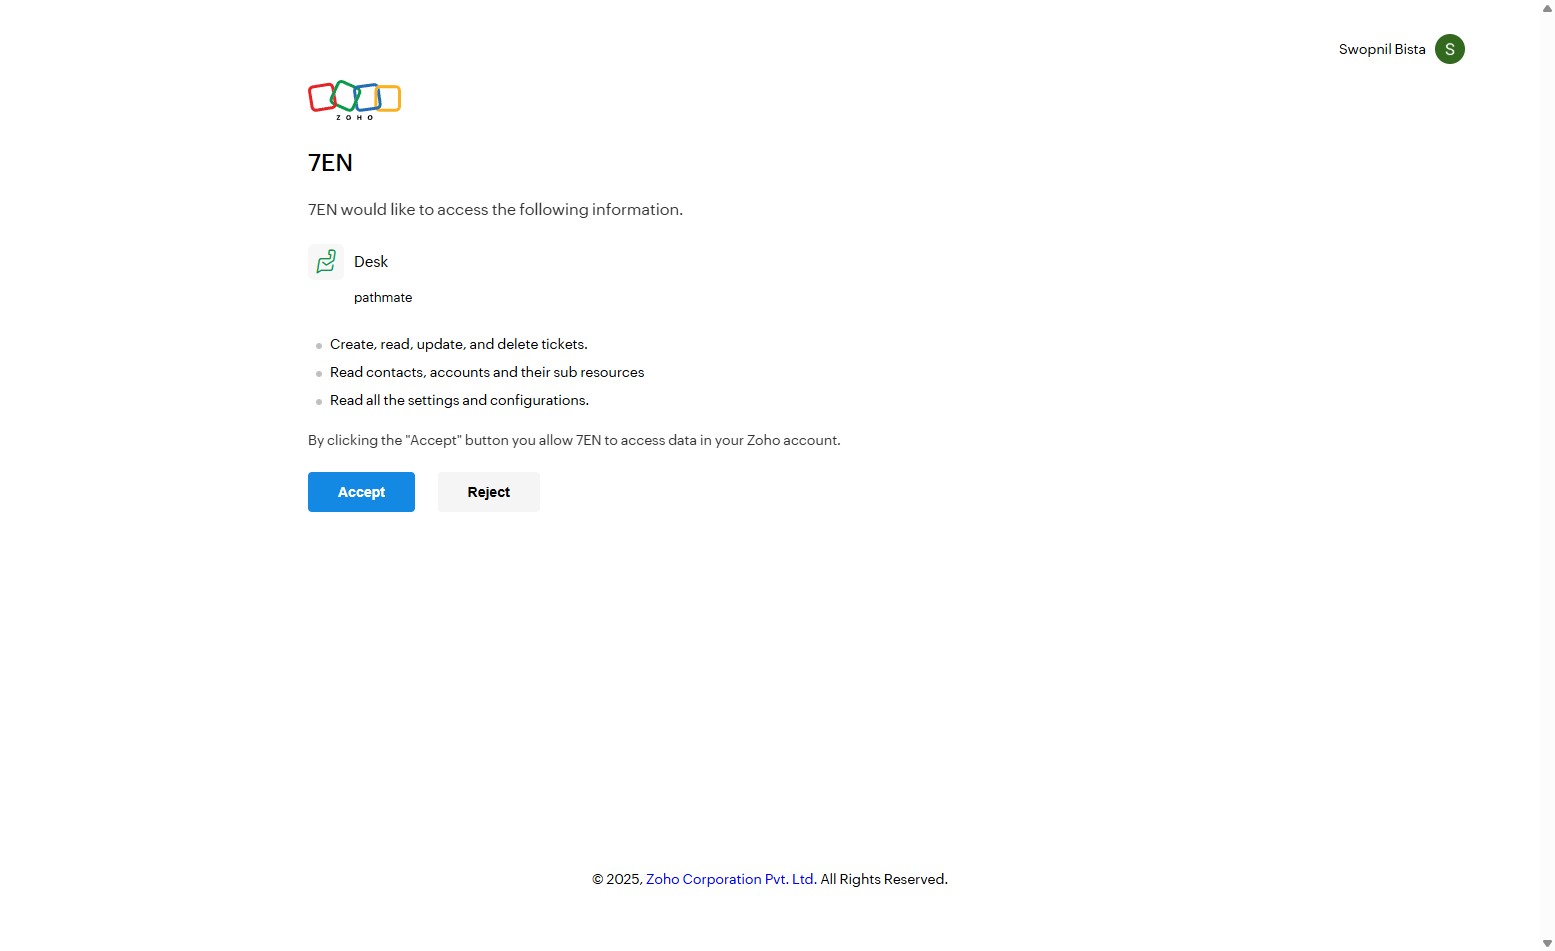 Swopnil Bista S
ZOHO
7EN
7EN would like to access the following information.
Desk
pathmate
Create, read, update, and delete tickets.
Read contacts, accounts and their sub resources
Read all the settings and configurations.
By clicking the "Accept" button you allow 7EN to access data in your Zoho account.
Accept Reject
© 2025, Zoho Corporation Pvt. Ltd. All Rights Reserved.